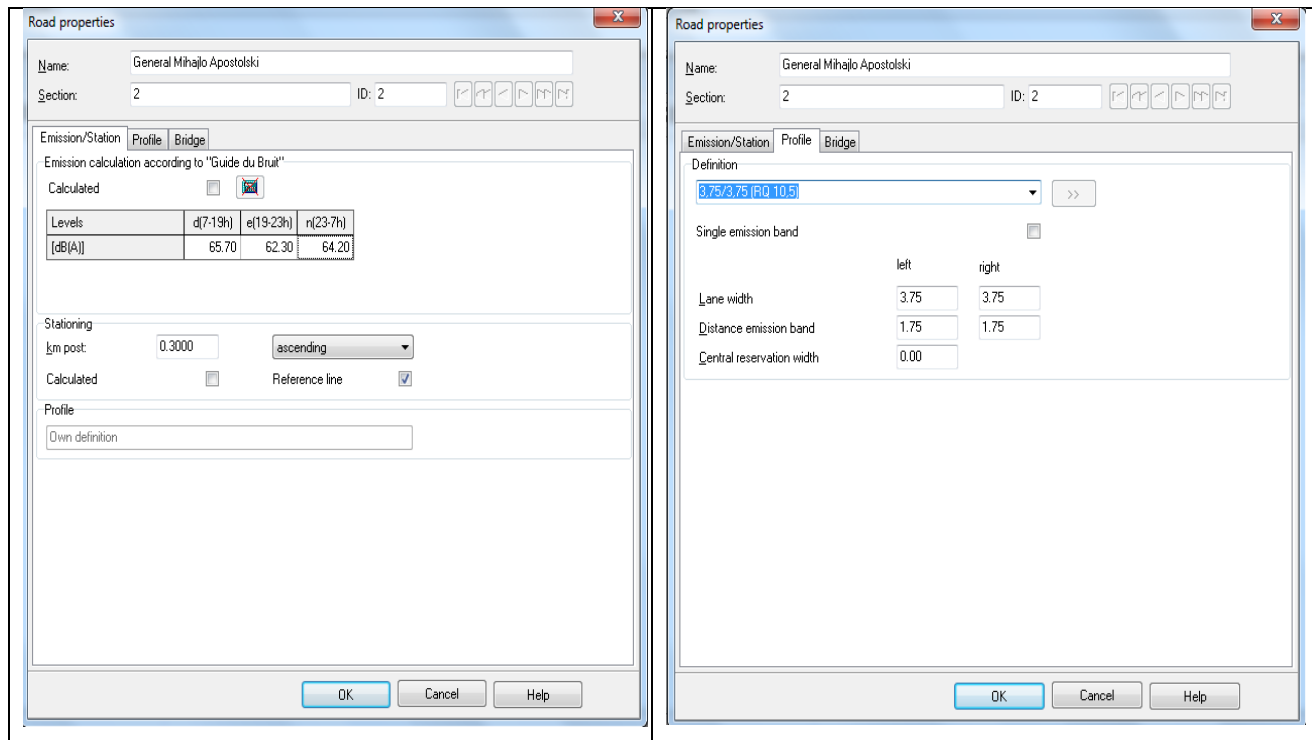 Road properties
Name: General Mihajlo Apostolski
Section: 2 ID: 2
Emission/Station Profile Bridge
Emission calculation according to "Guide du Bruit"
Calculated
Levels d(7-19h) e(19-23h) n(23-7h)
[dB(A)] 65.70 62.30 64.20
Stationing
km post: 0.3000 ascending
Calculated Reference line
Profile
Own definition
OK Cancel Help
Road properties
Name: General Mihajlo Apostolski
Section: 2 ID: 2
Emission/Station Profile Bridge
Definition
3,75/3,75 (RQ 10,5) >>
Single emission band
left right
Lane width 3.75 3.75
Distance emission band 1.75 1.75
Central reservation width 0.00
OK Cancel Help